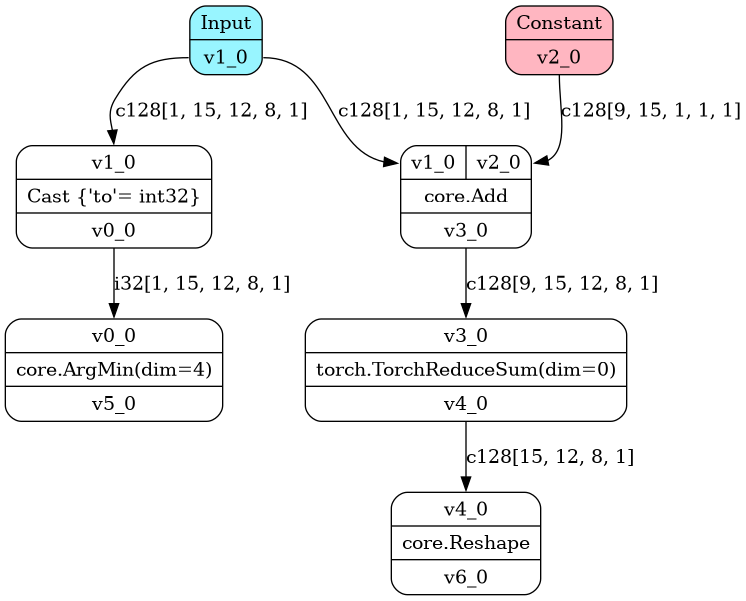 Input
v1_0
Constant
v2_0
c128[1, 15, 12, 8, 1]
c128[1, 15, 12, 8, 1]
c128[9, 15, 1, 1, 1]
v1_0
Cast {'to'= int32}
v0_0
v1_0 v2_0
core.Add
v3_0
i32[1, 15, 12, 8, 1]
c128[9, 15, 12, 8, 1]
v0_0
core.ArgMin(dim=4)
v5_0
v3_0
torch.TorchReduceSum(dim=0)
v4_0
c128[15, 12, 8, 1]
v4_0
core.Reshape
v6_0